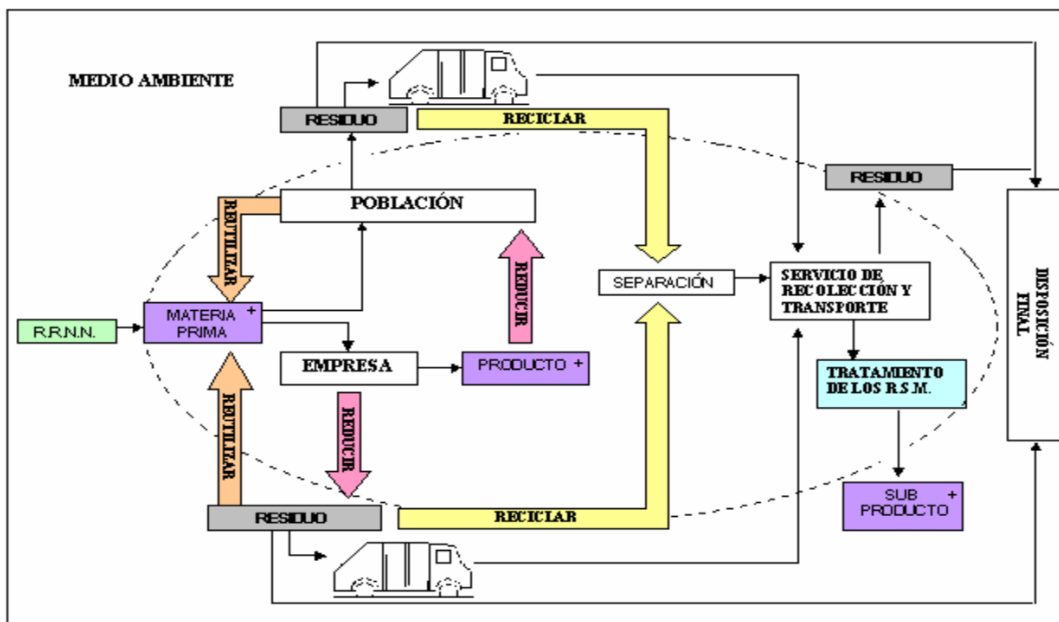 MEDIO AMBIENTE
RESIDUO
RECICLAR
RESIDUO
POBLACIÓN
REUTILIZAR
REDUCIR
SEPARACIÓN
SERVICIO DE
RECOLECCIÓN Y
TRANSPORTE
DISPOSICIÓN
FINAL
MATERIA +
PRIMA
R.R.N.N.
EMPRESA
PRODUCTO +
TRATAMIENTO
DE LOS R.S.M.
REUTILIZAR
REDUCIR
SUB +
PRODUCTO
RESIDUO
RECICLAR